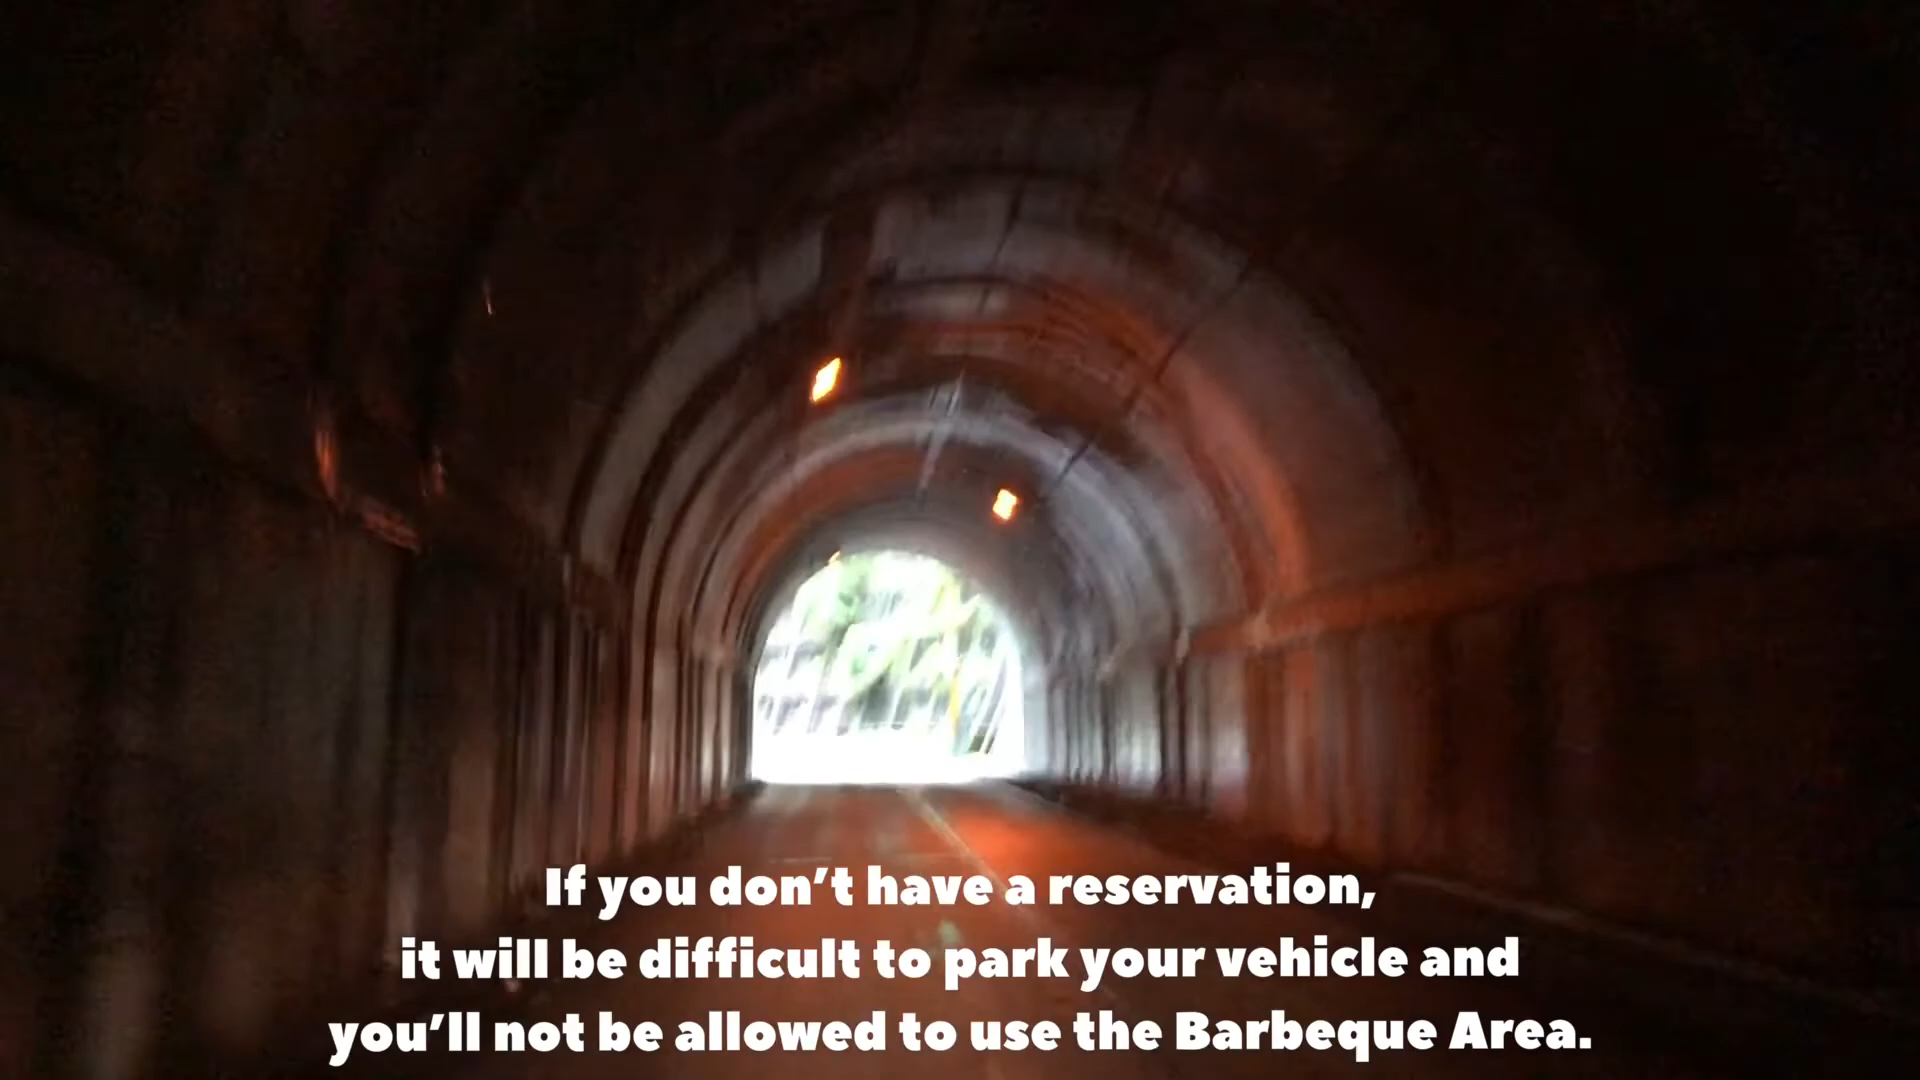 If you don’t have a reservation,
it will be difficult to park your vehicle and
you’ll not be allowed to use the Barbeque Area.